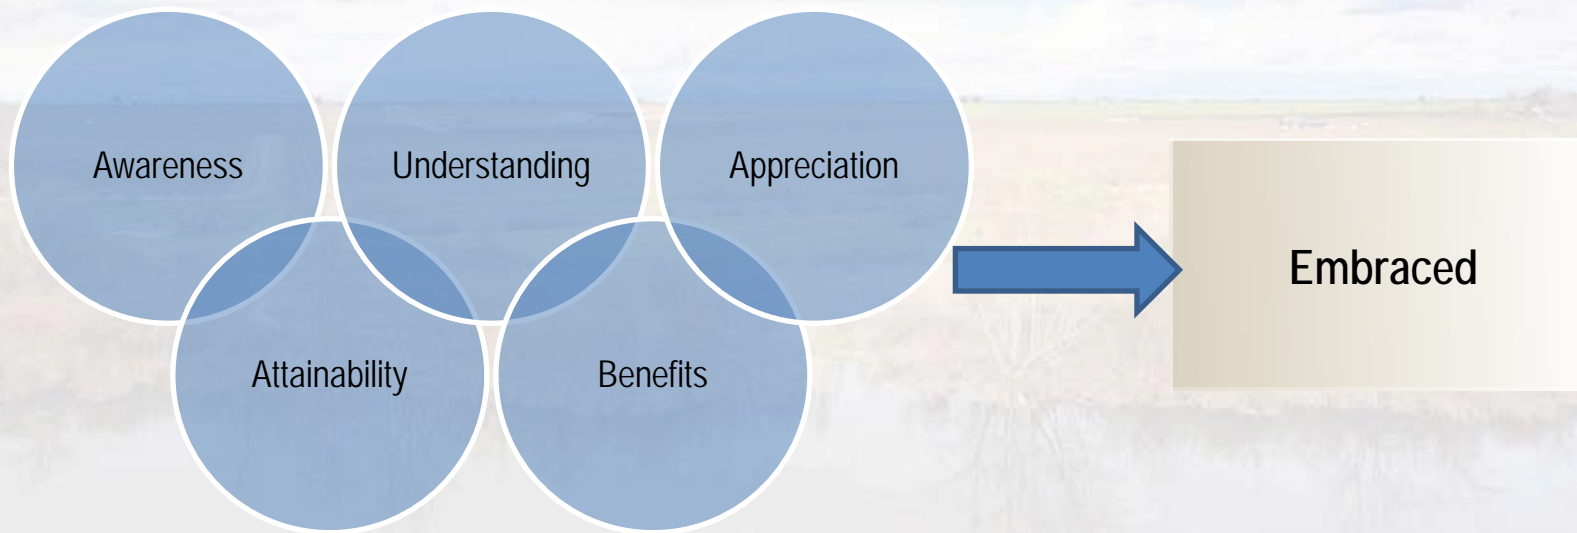 Awareness
Understanding
Appreciation
Attainability
Benefits
Embraced